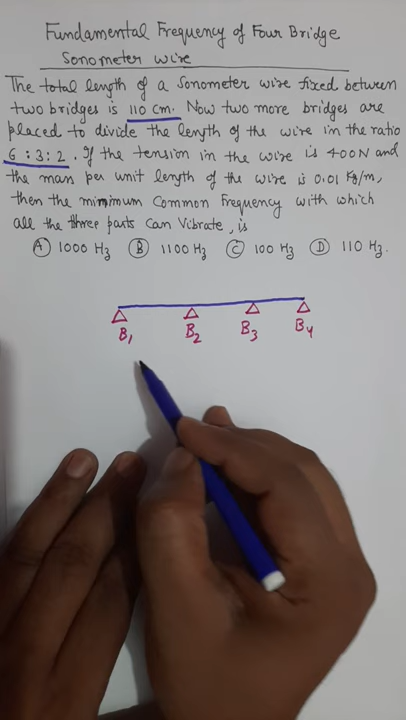 Fundamental Frequency of Four Bridge
Sonometer wire
The total length of a Sonometer wire fixed between
two bridges is 110 cm. Now two more bridges are
placed to divide the length of the wire in the ratio
6 : 3 : 2. If the tension in the wire is 400N and
the mass per unit length of the wire is 0.01 Kg/m,
then the minimum Common Frequency with which
all the three parts Can Vibrate, is
(A) 1000 Hz (B) 1100 Hz (C) 100 Hz (D) 110 Hz.
B1 B2 B3 B4